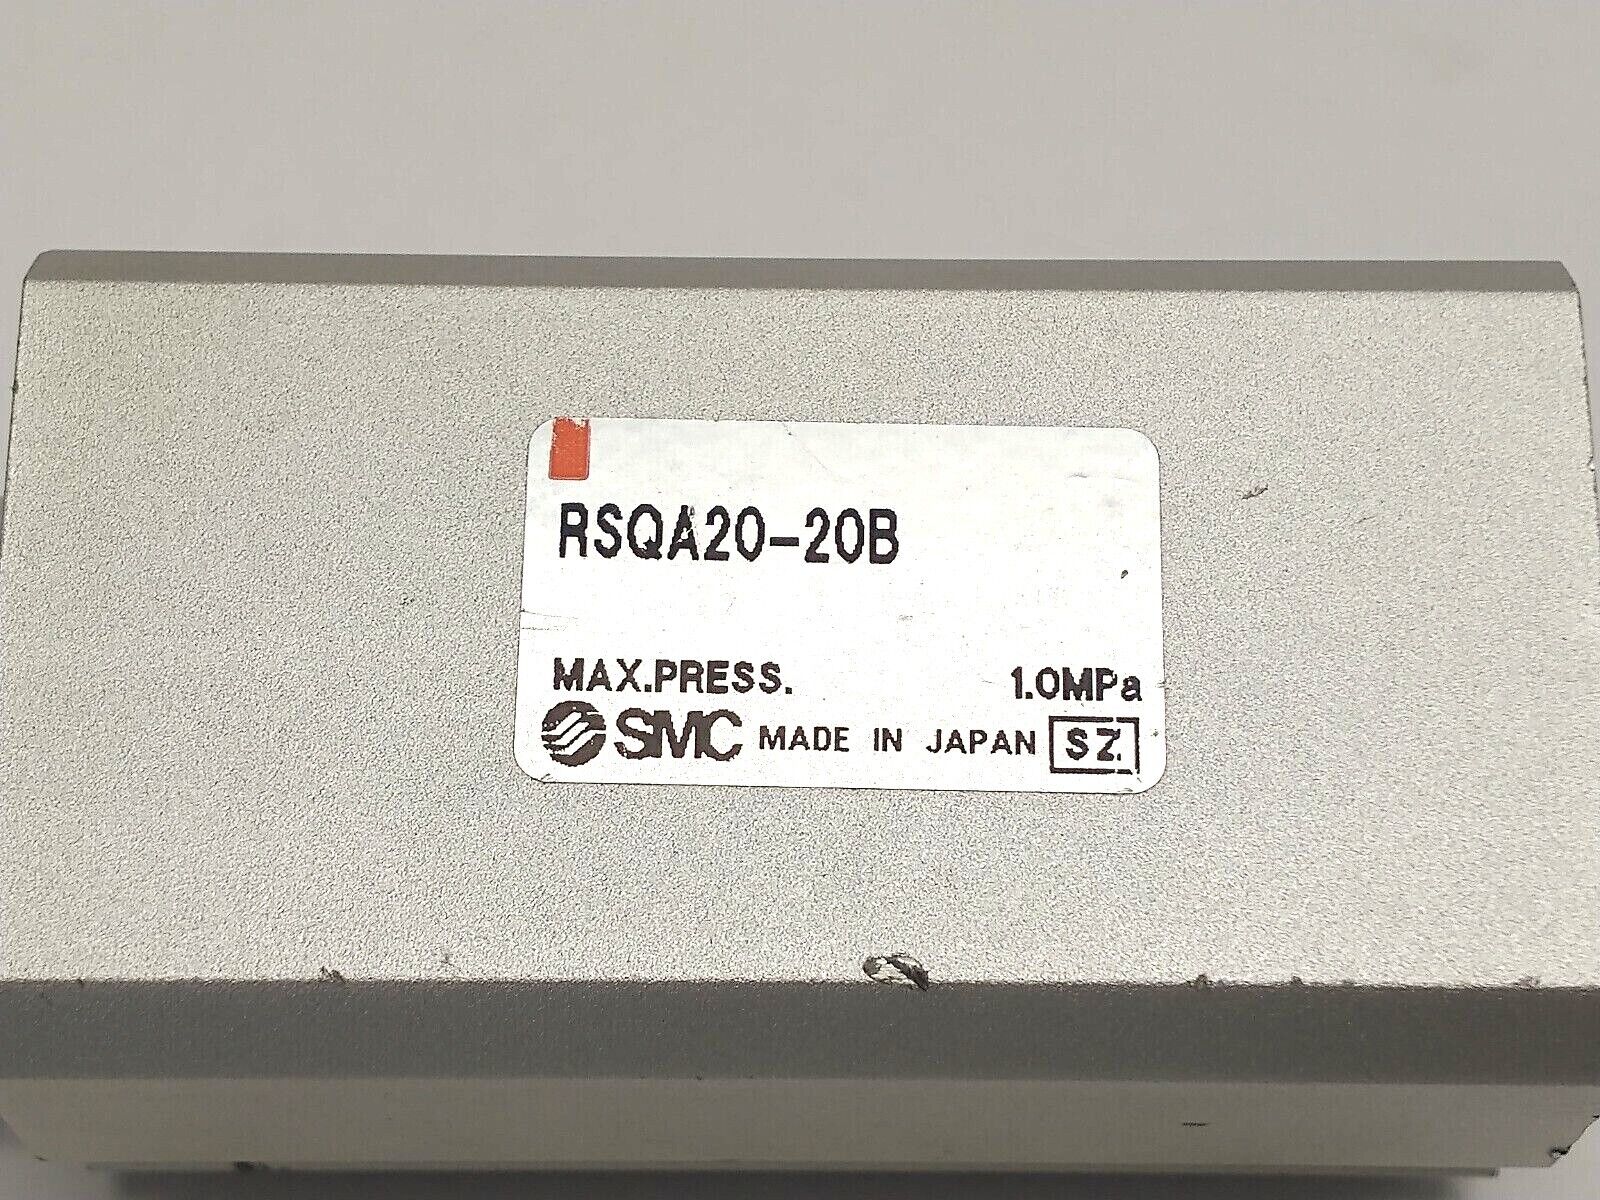 RSQA20-20B
MAX.PRESS. 1.0MPa
SMC MADE IN JAPAN SZ